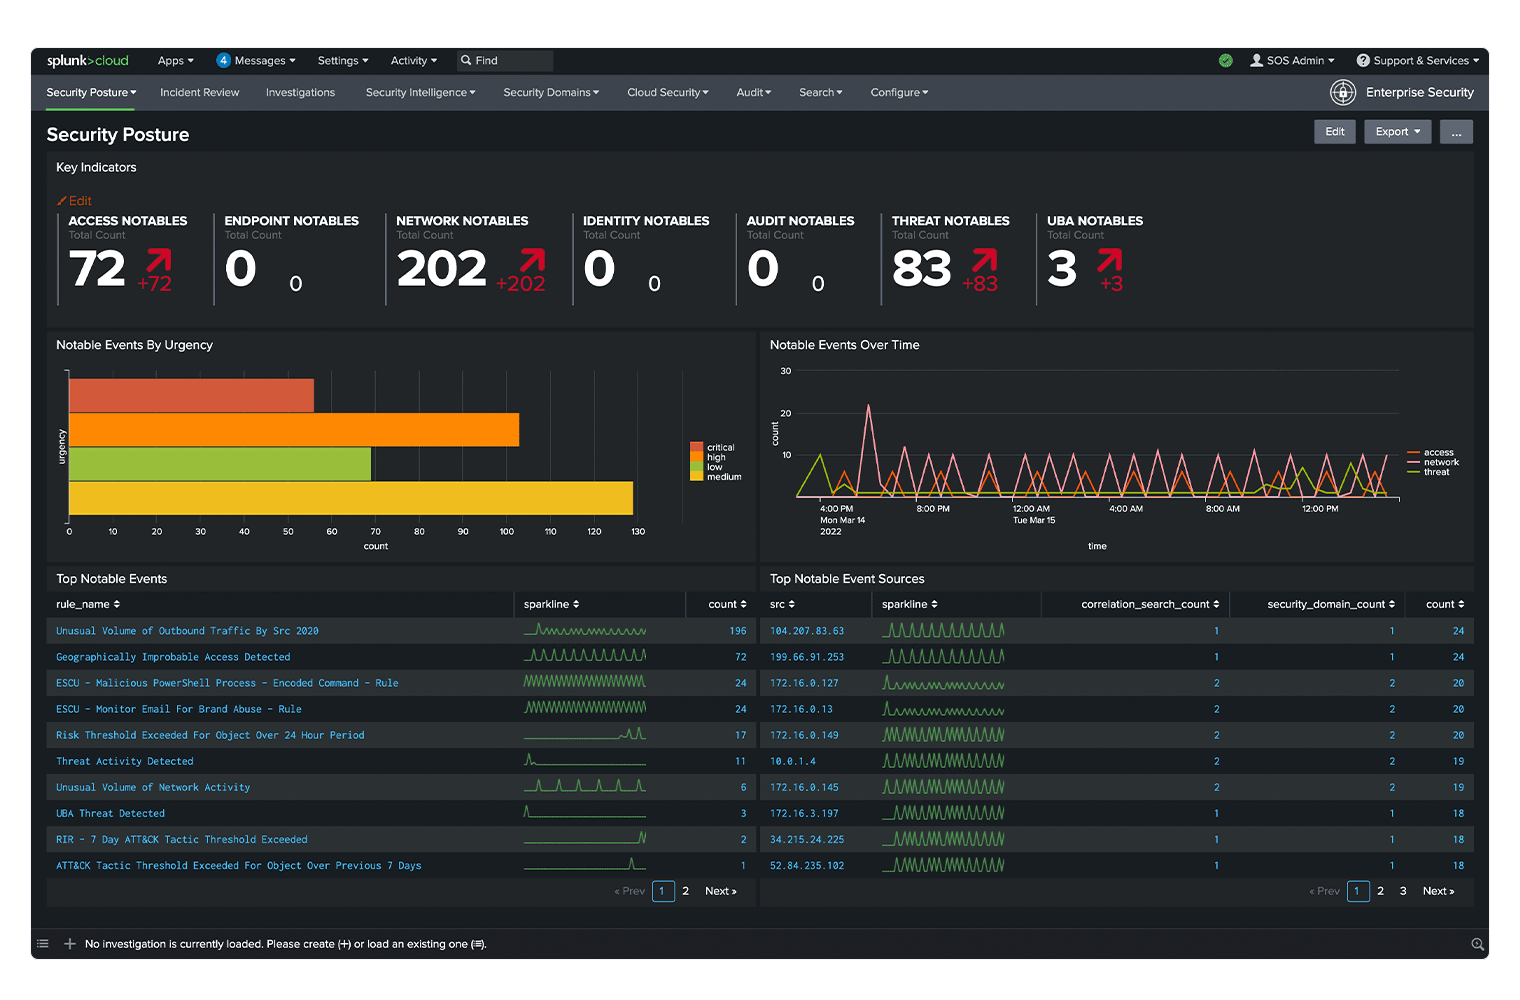 splunk>cloud Apps 4 Messages Settings Activity Find SOS Admin ? Support & Services
Security Posture Incident Review Investigations Security Intelligence Security Domains Cloud Security Audit Search Configure Enterprise Security
Security Posture Edit Export ...
Key Indicators
Edit
ACCESS NOTABLES ENDPOINT NOTABLES NETWORK NOTABLES IDENTITY NOTABLES AUDIT NOTABLES THREAT NOTABLES UBA NOTABLES
Total Count Total Count Total Count Total Count Total Count Total Count Total Count
72 +72 0 0 202 +202 0 0 0 0 83 +83 3 +3
Notable Events By Urgency
urgency
critical
high
low
medium
0 10 20 30 40 50 60 70 80 90 100 110 120 130
count
Notable Events Over Time
30
20
10
count
access
network
threat
4:00 PM 8:00 PM 12:00 AM 4:00 AM 8:00 AM 12:00 PM
Mon Mar 14 Tue Mar 15
2022
time
Top Notable Events
rule_name sparkline count
Unusual Volume of Outbound Traffic By Src 2020 196
Geographically Improbable Access Detected 72
ESCU - Malicious PowerShell Process - Encoded Command - Rule 24
ESCU - Monitor Email For Brand Abuse - Rule 24
Risk Threshold Exceeded For Object Over 24 Hour Period 17
Threat Activity Detected 11
Unusual Volume of Network Activity 6
UBA Threat Detected 3
RIR - 7 Day ATT&CK Tactic Threshold Exceeded 2
ATT&CK Tactic Threshold Exceeded For Object Over Previous 7 Days 1
« Prev 1 2 Next »
Top Notable Event Sources
src sparkline correlation_search_count security_domain_count count
104.207.83.63 1 1 24
199.66.91.253 1 1 24
172.16.0.127 2 2 20
172.16.0.13 2 2 20
172.16.0.149 2 2 20
10.0.1.4 2 2 19
172.16.0.145 2 2 19
172.16.3.197 1 1 18
34.215.24.225 1 1 18
52.84.235.102 1 1 18
« Prev 1 2 3 Next »
No investigation is currently loaded. Please create (+) or load an existing one (≡).